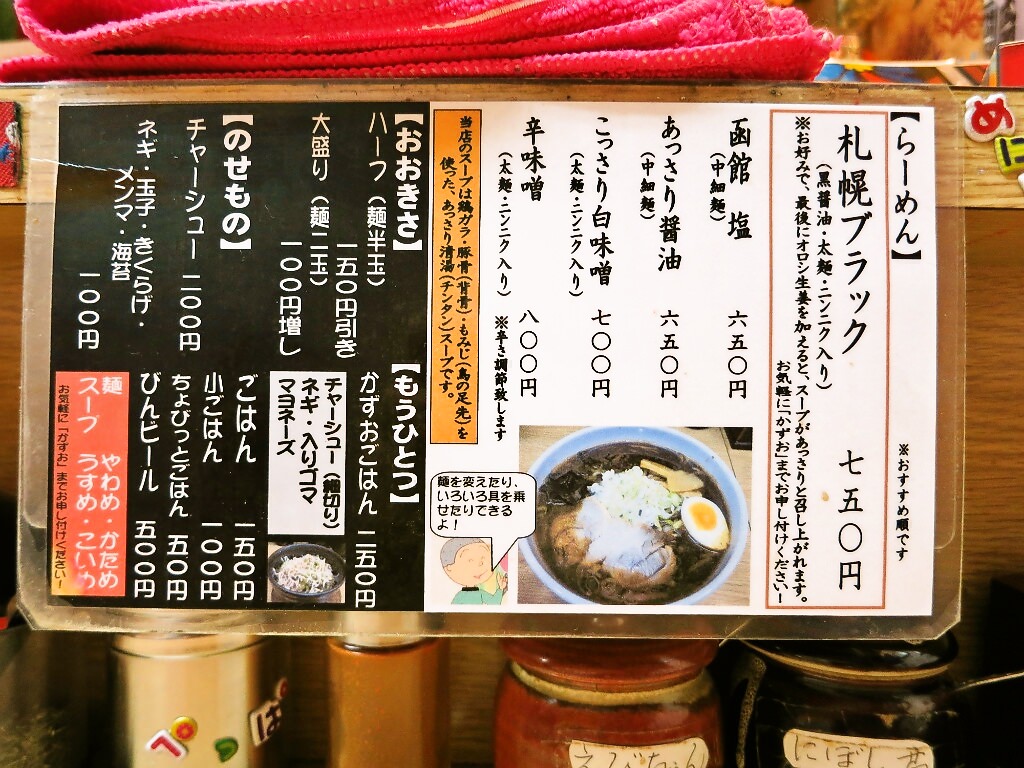 【らーめん】
※おすすめ順です
札幌ブラック 七五〇円
（黒醤油・太麺・ニンニク入り）
※お好みで、最後にオロシ生姜を加えると、スープがあっさりと召し上がれます。
お気軽に「かずお」までお申し付けください！
函館 塩 六五〇円
（中細麺）
あっさり醤油 六五〇円
（中細麺）
こっさり白味噌 七〇〇円
（太麺・ニンニク入り）
辛味噌 八〇〇円
（太麺・ニンニク入り）
※辛さ調節致します
当店のスープは鶏ガラ・豚骨（背骨）・もみじ（鳥の足先）を
使った、あっさり清湯（チンタン）スープです。
麺を変えたり、
いろいろ具を乗
せたりできる
よ！
【おおきさ】
ハーフ（麺半玉）
一五〇円引き
大盛り（麺二玉）
一〇〇円増し
【のせもの】
チャーシュー 二〇〇円
ネギ・玉子・きくらげ・
メンマ・海苔
一〇〇円
【もうひとつ】
かずおごはん 二五〇円
チャーシュー（細切り）
ネギ・入りゴマ
マヨネーズ
ごはん 一五〇円
小ごはん 一〇〇円
ちょびっとごはん 五〇円
びんビール 五〇〇円
麺 やわめ・かため
スープ うすめ・こいめ
お気軽に「かずお」までお申し付けください！
め
に
ぺ
っ
ぱ
えびちゃん
にぼし